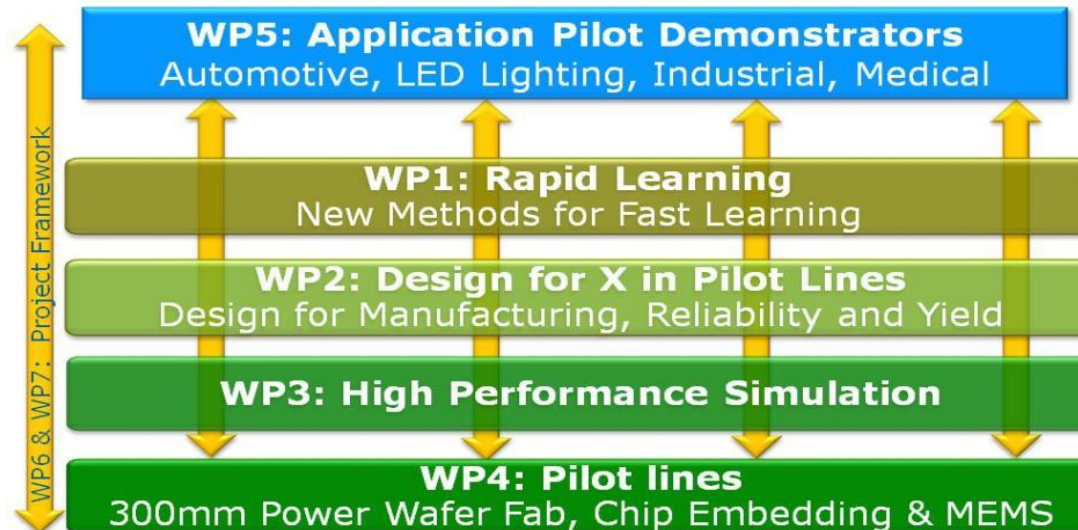 WP5: Application Pilot Demonstrators
Automotive, LED Lighting, Industrial, Medical
WP6 & WP7: Project Framework
WP1: Rapid Learning
New Methods for Fast Learning
WP2: Design for X in Pilot Lines
Design for Manufacturing, Reliability and Yield
WP3: High Performance Simulation
WP4: Pilot lines
300mm Power Wafer Fab, Chip Embedding & MEMS